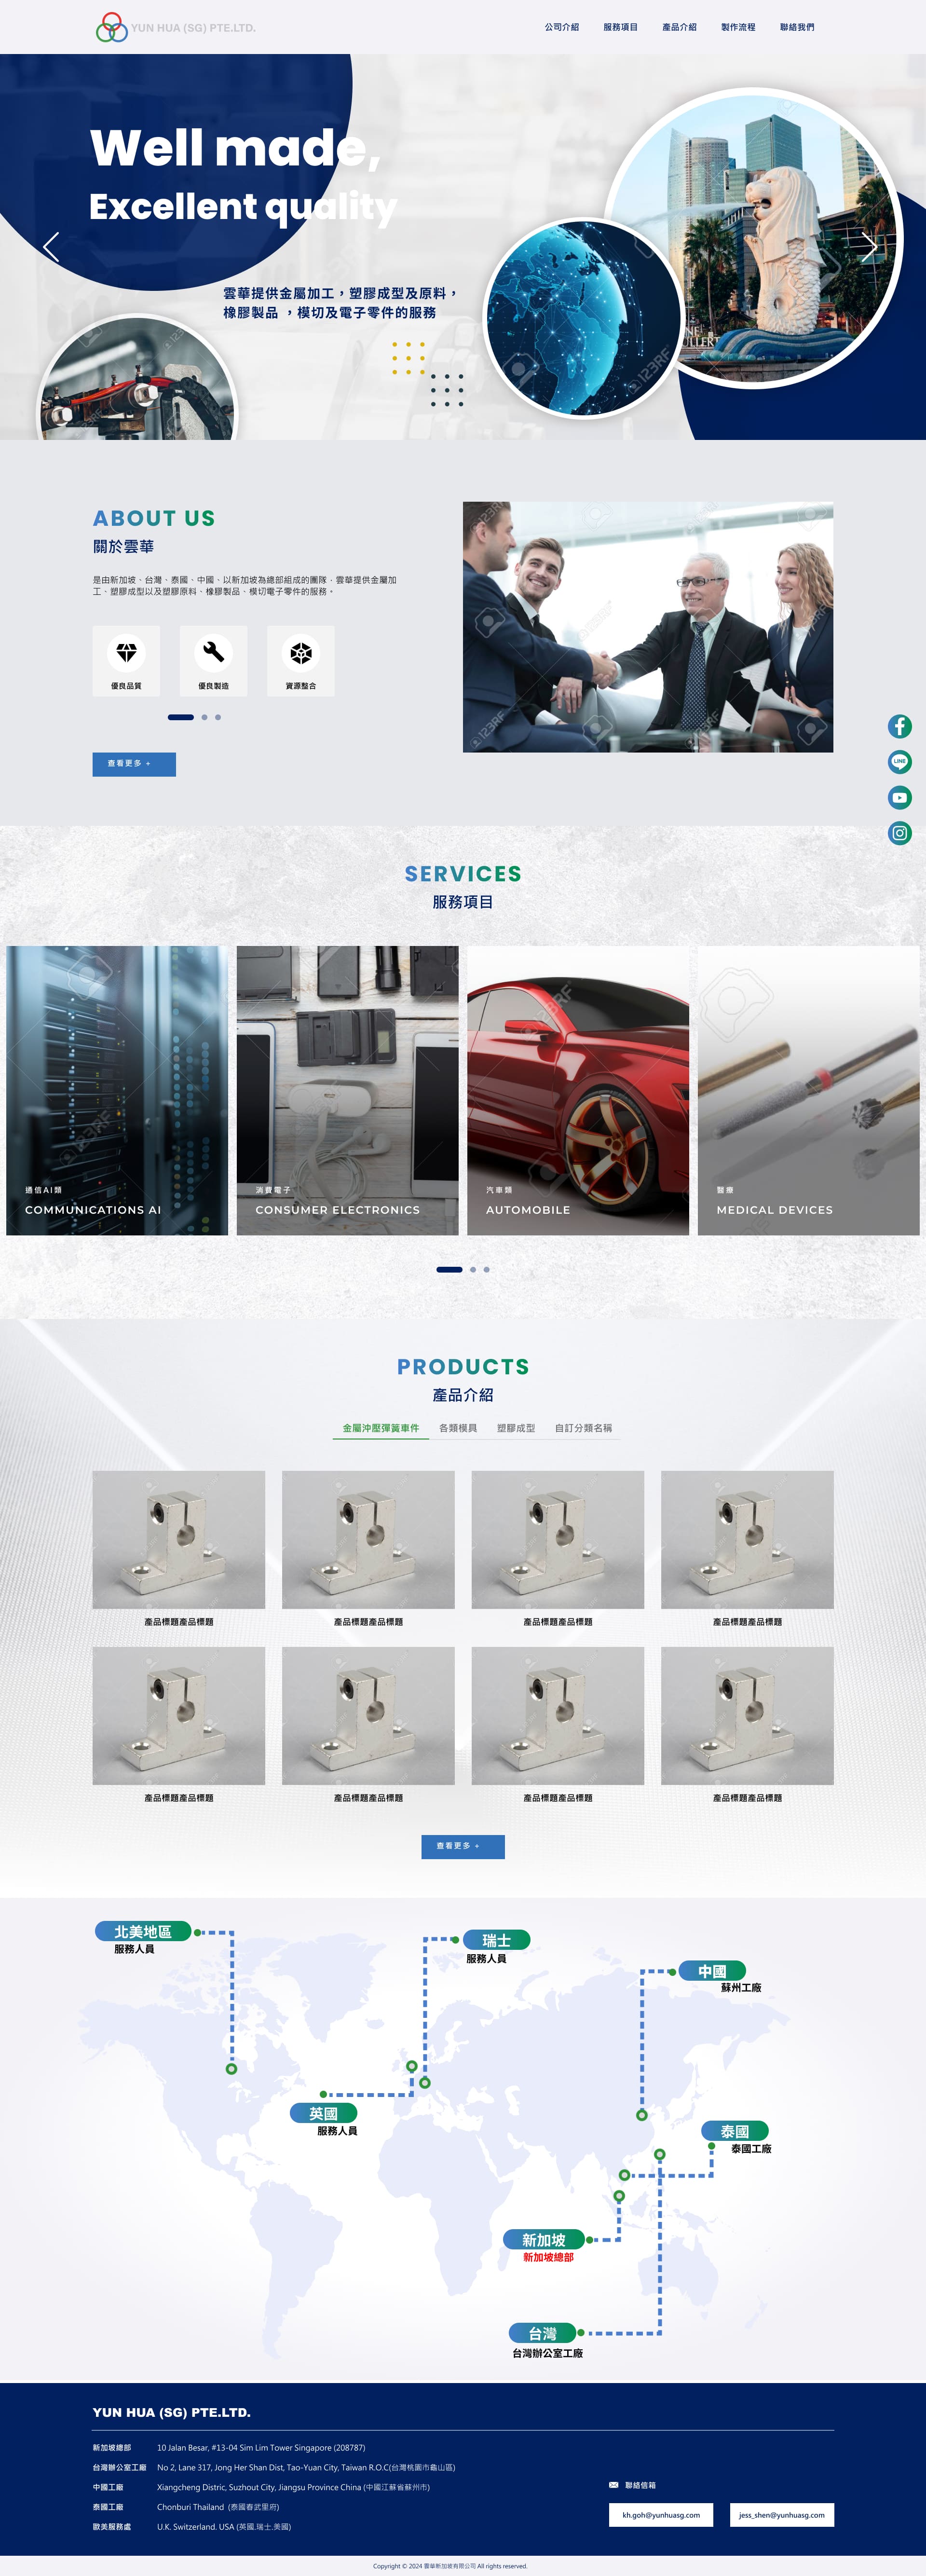 YUN HUA (SG) PTE.LTD.
公司介紹 服務項目 產品介紹 製作流程 聯絡我們
Well made,
Excellent quality
雲華提供金屬加工，塑膠成型及原料，
橡膠製品 ，模切及電子零件的服務
ABOUT US
關於雲華
是由新加坡、台灣、泰國、中國、以新加坡為總部組成的團隊，雲華提供金屬加
工、塑膠成型以及塑膠原料、橡膠製品、模切電子零件的服務。
優良品質 優良製造 資源整合
查看更多 +
LINE
SERVICES
服務項目
通信AI類 消費電子 汽車類 醫療
COMMUNICATIONS AI CONSUMER ELECTRONICS AUTOMOBILE MEDICAL DEVICES
PRODUCTS
產品介紹
金屬沖壓彈簧車件 各類模具 塑膠成型 自訂分類名稱
產品標題產品標題 產品標題產品標題 產品標題產品標題 產品標題產品標題
產品標題產品標題 產品標題產品標題 產品標題產品標題 產品標題產品標題
查看更多 +
北美地區
服務人員
瑞士
服務人員
中國
蘇州工廠
英國
服務人員
泰國
泰國工廠
新加坡
新加坡總部
台灣
台灣辦公室工廠
YUN HUA (SG) PTE.LTD.
新加坡總部 10 Jalan Besar, #13-04 Sim Lim Tower Singapore (208787)
台灣辦公室工廠 No 2, Lane 317, Jong Her Shan Dist, Tao-Yuan City, Taiwan R.O.C(台灣桃園市龜山區)
中國工廠 Xiangcheng Distric, Suzhout City, Jiangsu Province China (中國江蘇省蘇州市)
聯絡信箱
泰國工廠 Chonburi Thailand (泰國春武里府)
kh.goh@yunhuasg.com jess_shen@yunhuasg.com
歐美服務處 U.K. Switzerland. USA (英國.瑞士.美國)
Copyright © 2024 雲華新加坡有限公司 All rights reserved.